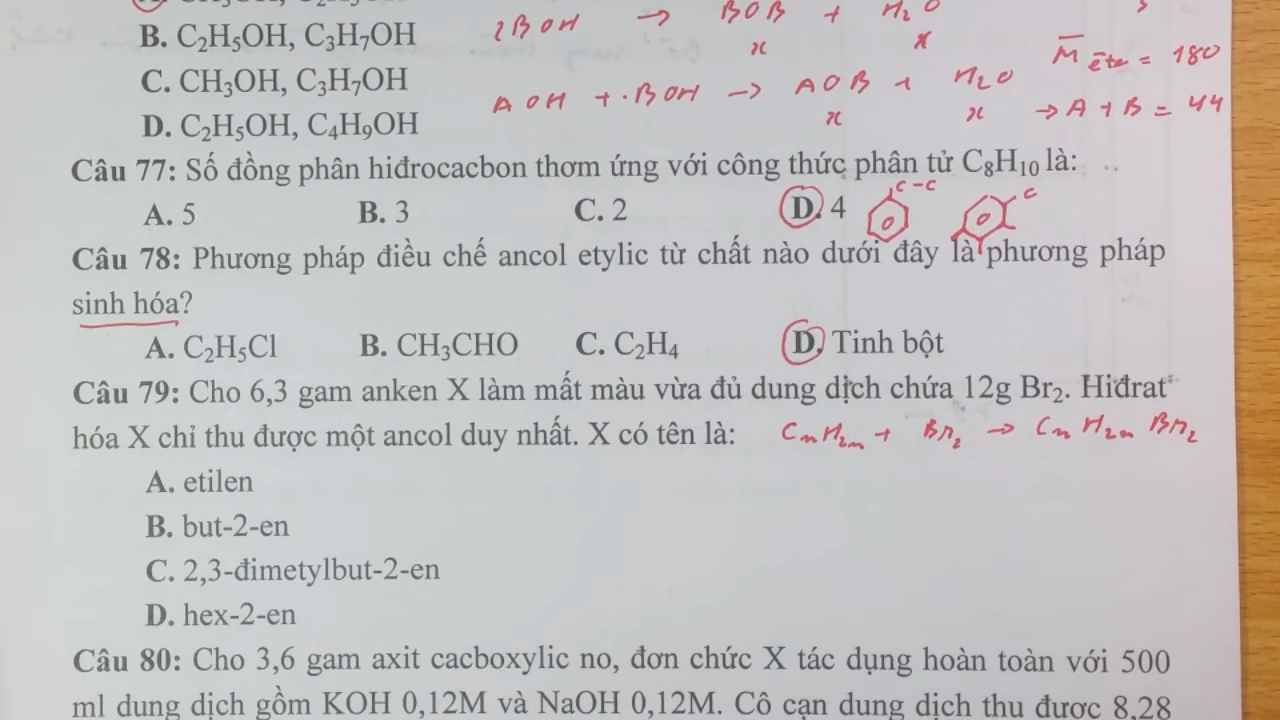 2BOH → BOB + H₂O
x x
B. C₂H₅OH, C₃H₇OH
M̅ ête = 180
C. CH₃OH, C₃H₇OH
AOH + BOH → AOB + H₂O → A + B = 44
x x
D. C₂H₅OH, C₄H₉OH
Câu 77: Số đồng phân hiđrocacbon thơm ứng với công thức phân tử C₈H₁₀ là:
A. 5 B. 3 C. 2 D. 4
C-C C
Câu 78: Phương pháp điều chế ancol etylic từ chất nào dưới đây là phương pháp
sinh hóa?
A. C₂H₅Cl B. CH₃CHO C. C₂H₄ D. Tinh bột
Câu 79: Cho 6,3 gam anken X làm mất màu vừa đủ dung dịch chứa 12g Br₂. Hiđrat
hóa X chỉ thu được một ancol duy nhất. X có tên là:
CnH2n + Br₂ → CnH2nBr₂
A. etilen
B. but-2-en
C. 2,3-đimetylbut-2-en
D. hex-2-en
Câu 80: Cho 3,6 gam axit cacboxylic no, đơn chức X tác dụng hoàn toàn với 500
ml dung dịch gồm KOH 0,12M và NaOH 0,12M. Cô cạn dung dịch thu được 8,28